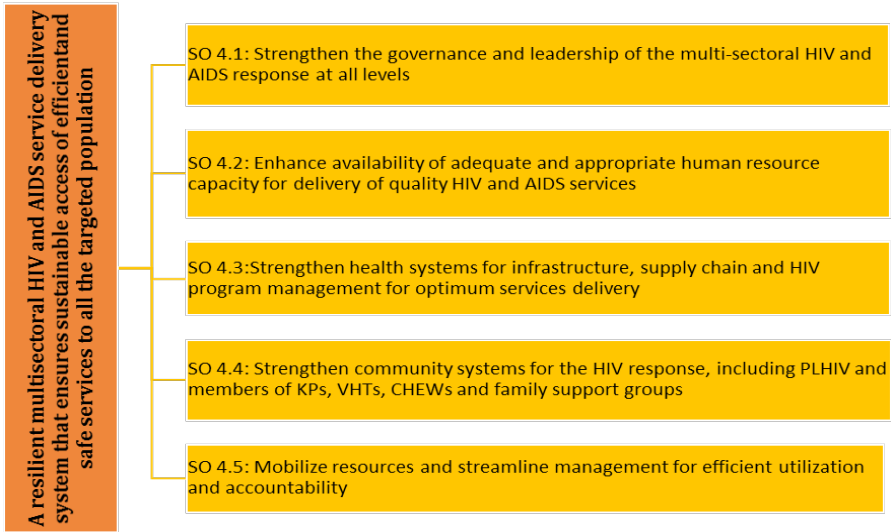 A resilient multisectoral HIV and AIDS service delivery
system that ensures sustainable access of efficientand
safe services to all the targeted population
SO 4.1: Strengthen the governance and leadership of the multi-sectoral HIV and
AIDS response at all levels
SO 4.2: Enhance availability of adequate and appropriate human resource
capacity for delivery of quality HIV and AIDS services
SO 4.3:Strengthen health systems for infrastructure, supply chain and HIV
program management for optimum services delivery
SO 4.4: Strengthen community systems for the HIV response, including PLHIV and
members of KPs, VHTs, CHEWs and family support groups
SO 4.5: Mobilize resources and streamline management for efficient utilization
and accountability